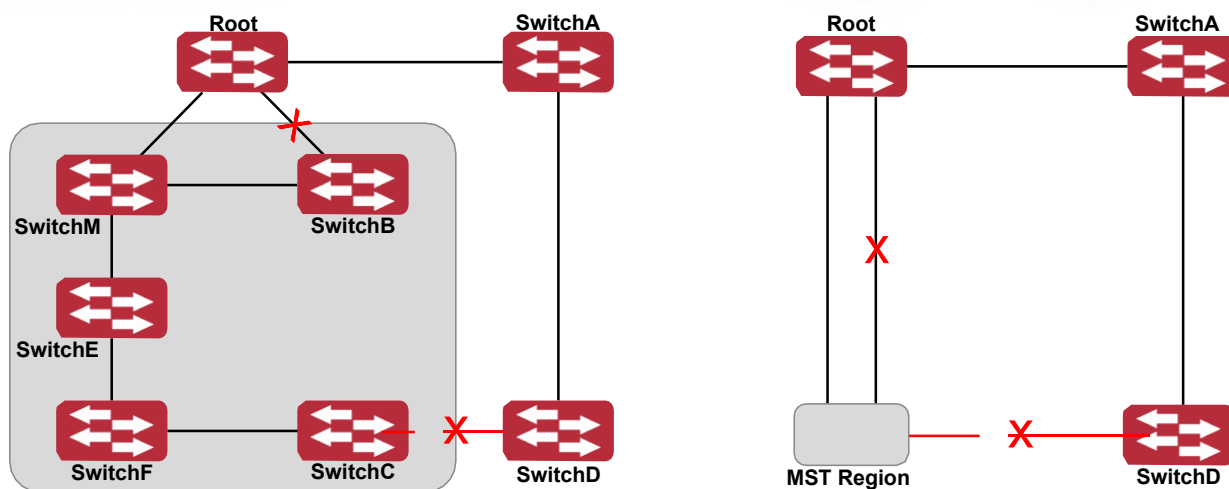 Root
SwitchA
SwitchM
SwitchB
SwitchE
SwitchF
SwitchC
X
SwitchD
Root
SwitchA
X
MST Region
X
SwitchD